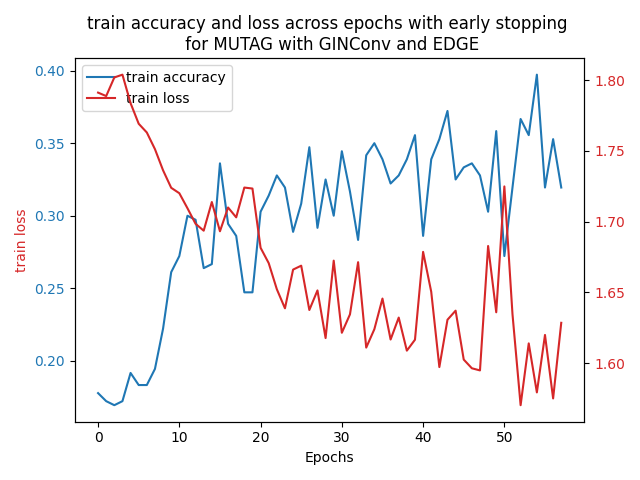 train accuracy and loss across epochs with early stopping
for MUTAG with GINConv and EDGE
train accuracy
train loss
0.40
0.35
0.30
0.25
0.20
train loss
1.80
1.75
1.70
1.65
1.60
0 10 20 30 40 50
Epochs